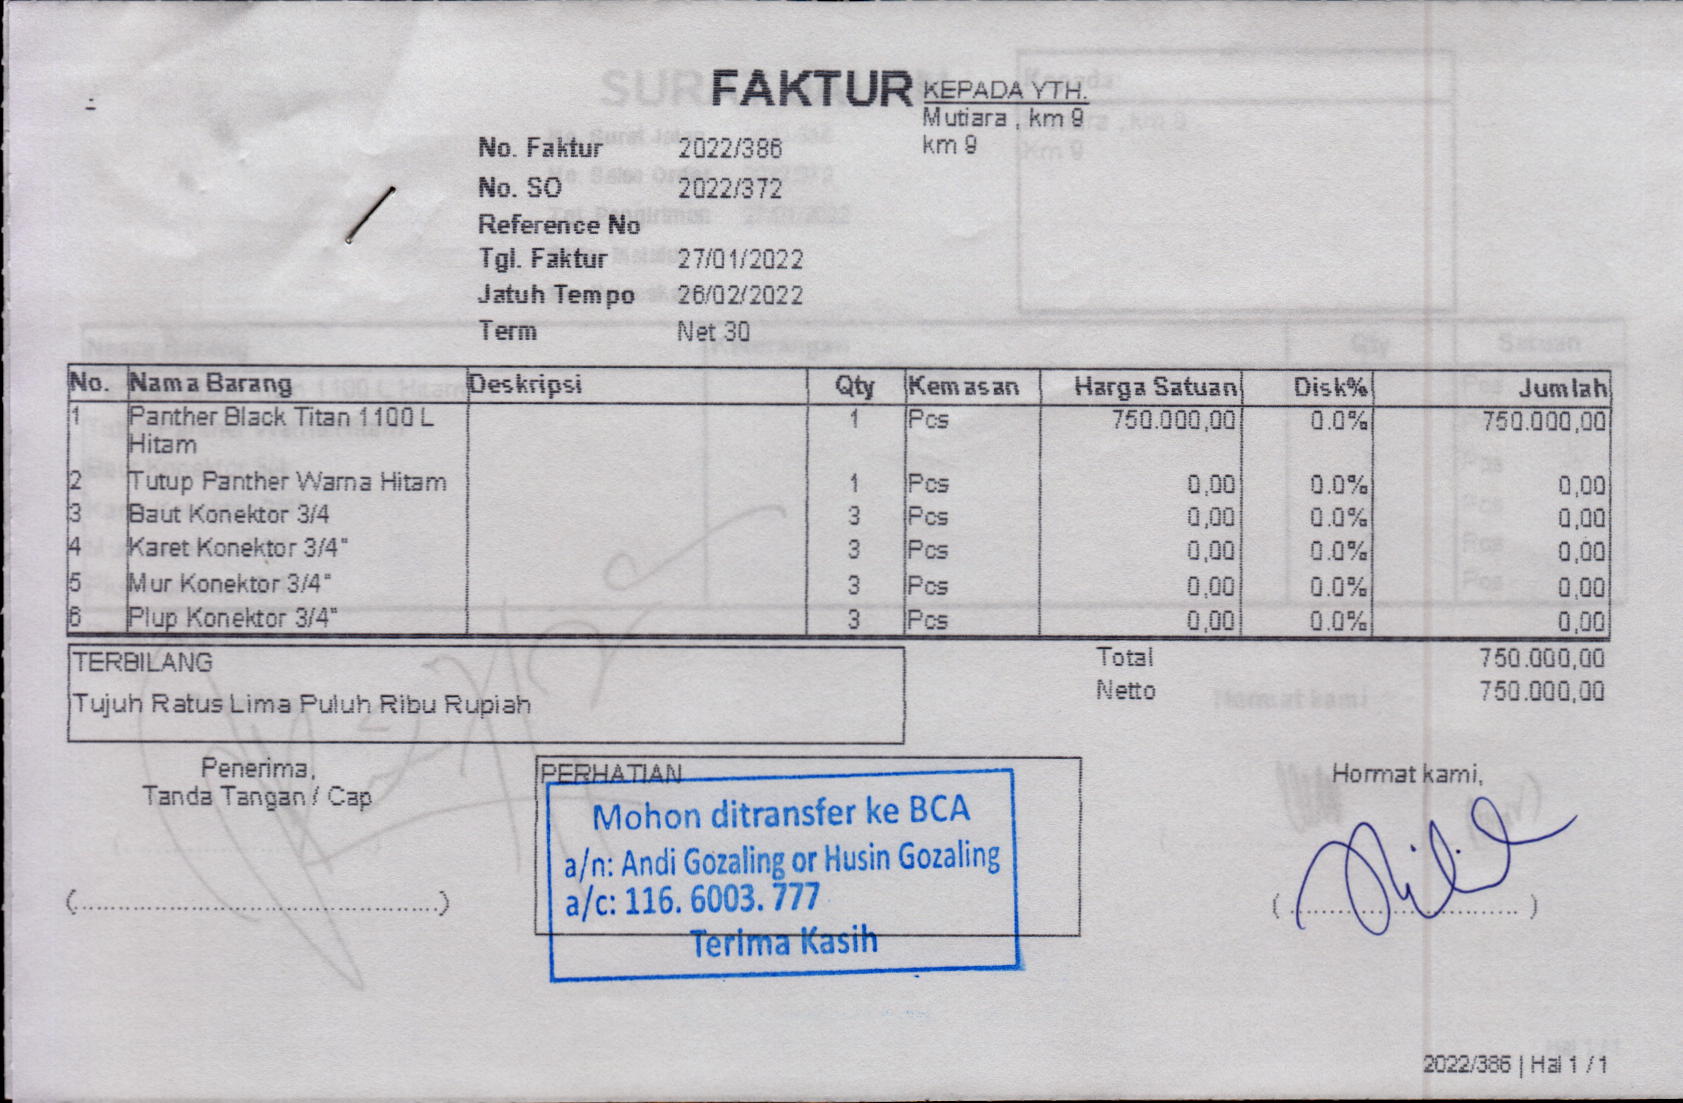 FAKTUR
KEPADA YTH.
Mutiara , km 9
km 9
No. Faktur 2022/386
No. SO 2022/372
Reference No
Tgl. Faktur 27/01/2022
Jatuh Tempo 26/02/2022
Term Net 30
No. Nama Barang Deskripsi Qty Kemasan Harga Satuan Disk% Jumlah
1 Panther Black Titan 1100 L 1 Pcs 750.000,00 0.0% 750.000,00
Hitam
2 Tutup Panther Warna Hitam 1 Pcs 0,00 0.0% 0,00
3 Baut Konektor 3/4 3 Pcs 0,00 0.0% 0,00
4 Karet Konektor 3/4" 3 Pcs 0,00 0.0% 0,00
5 Mur Konektor 3/4" 3 Pcs 0,00 0.0% 0,00
6 Plup Konektor 3/4" 3 Pcs 0,00 0.0% 0,00
TERBILANG
Tujuh Ratus Lima Puluh Ribu Rupiah
Total 750.000,00
Netto 750.000,00
Penerima,
Tanda Tangan / Cap
(..........................................)
PERHATIAN
Mohon ditransfer ke BCA
a/n: Andi Gozaling or Husin Gozaling
a/c: 116. 6003. 777
Terima Kasih
Hormat kami,
( .............................. )
2022/386 | Hal 1 / 1